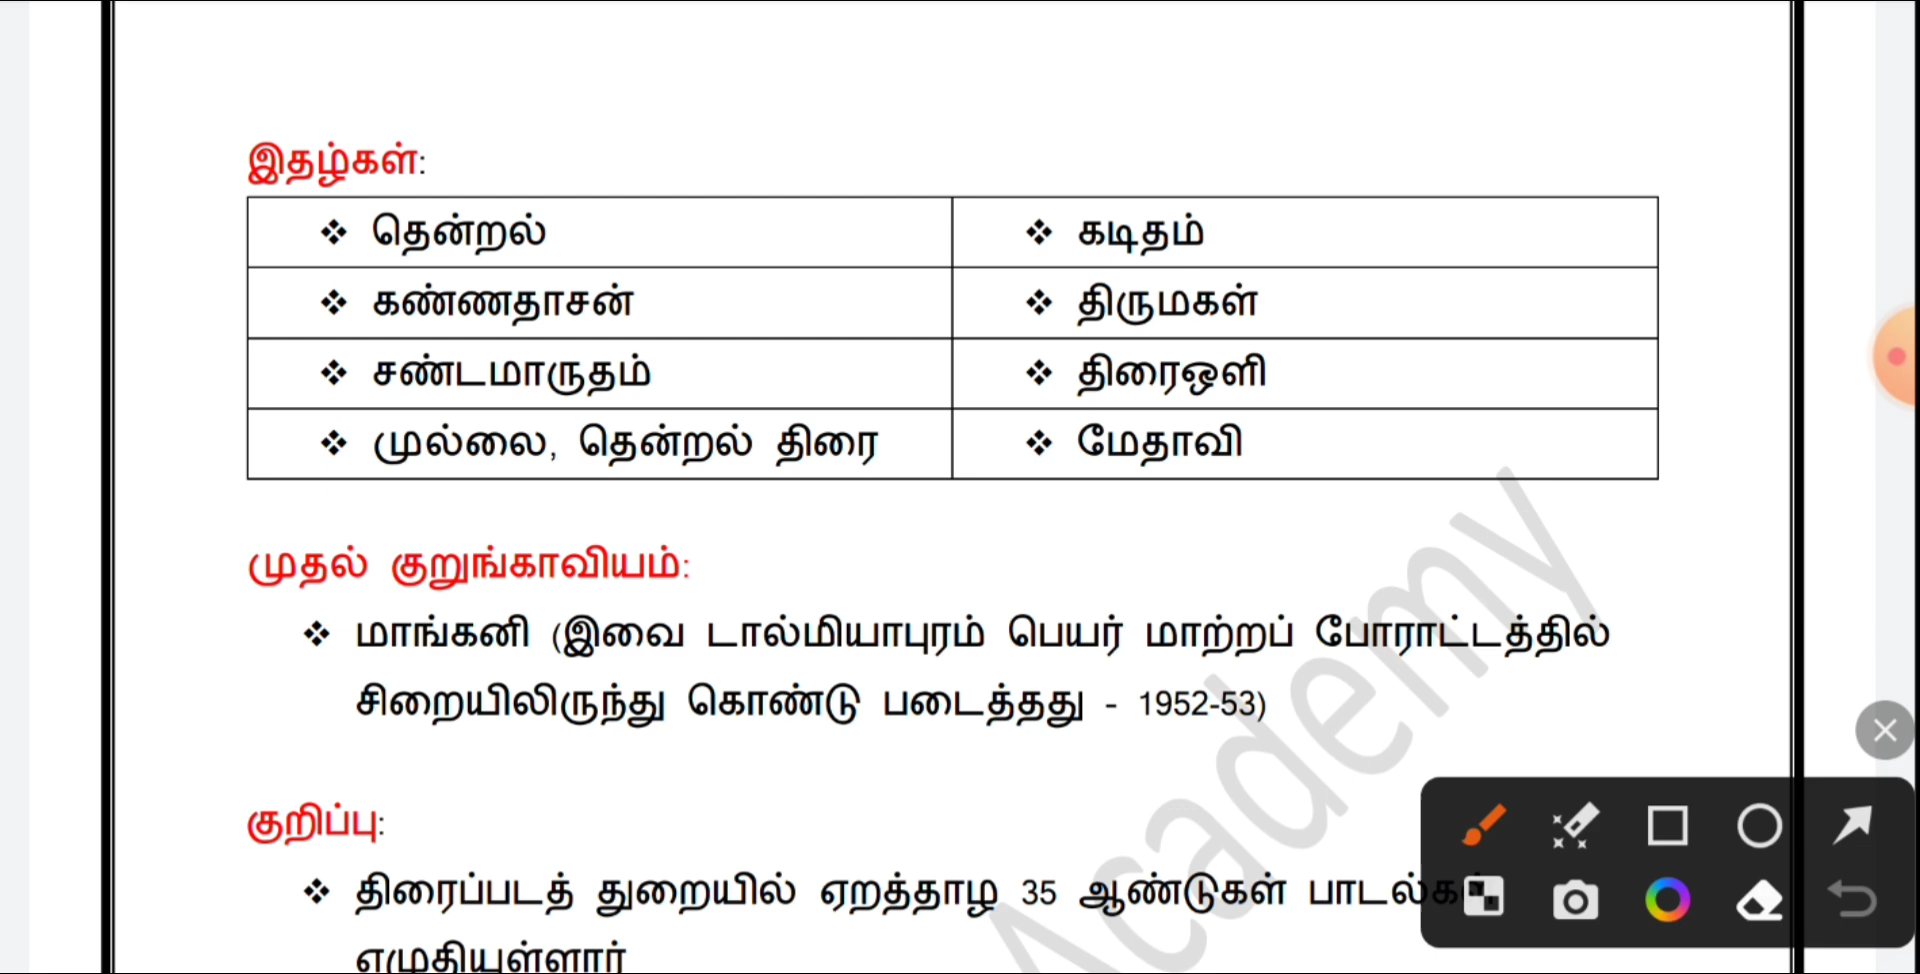 இதழ்கள்:
❖ தென்றல் ❖ கடிதம்
❖ கண்ணதாசன் ❖ திருமகள்
❖ சண்டமாருதம் ❖ திரைஒளி
❖ முல்லை, தென்றல் திரை ❖ மேதாவி
முதல் குறுங்காவியம்:
❖ மாங்கனி (இவை டால்மியாபுரம் பெயர் மாற்றப் போராட்டத்தில்
சிறையிலிருந்து கொண்டு படைத்தது - 1952-53)
குறிப்பு:
❖ திரைப்படத் துறையில் ஏறத்தாழ 35 ஆண்டுகள் பாடல்கள்
எழுதியுள்ளார்
Academy